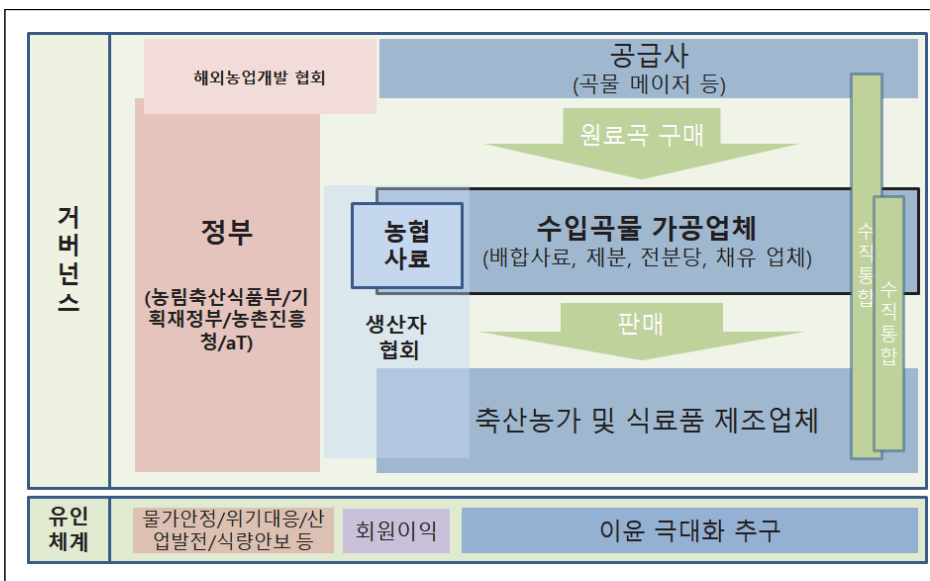 거버넌스
해외농업개발 협회
공급사
(곡물 메이저 등)
원료곡 구매
정부
(농림축산식품부/기
획재정부/농촌진흥
청/aT)
농협
사료
수입곡물 가공업체
(배합사료, 제분, 전분당, 채유 업체)
수직통합
수직통합
생산자
협회
판매
축산농가 및 식료품 제조업체
유인
체계
물가안정/위기대응/산
업발전/식량안보 등
회원이익
이윤 극대화 추구